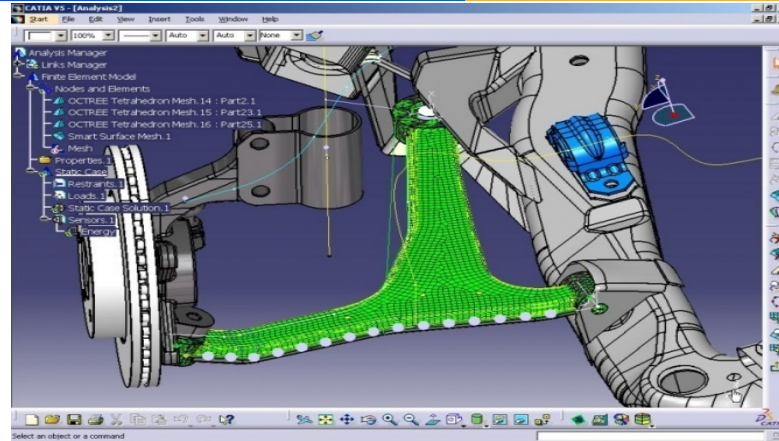 CATIA V5 - [Analysis2]
Start File Edit View Insert Tools Window Help
100% Auto Auto None
Analysis Manager
Links Manager
Finite Element Model
Nodes and Elements
OCTREE Tetrahedron Mesh.14 : Part2.1
OCTREE Tetrahedron Mesh.15 : Part23.1
OCTREE Tetrahedron Mesh.16 : Part25.1
Smart Surface Mesh.1
Mesh
Properties.1
Static Case
Restraints.1
Loads.1
Static Case Solution.1
Sensors.1
Energy
Select an object or a command